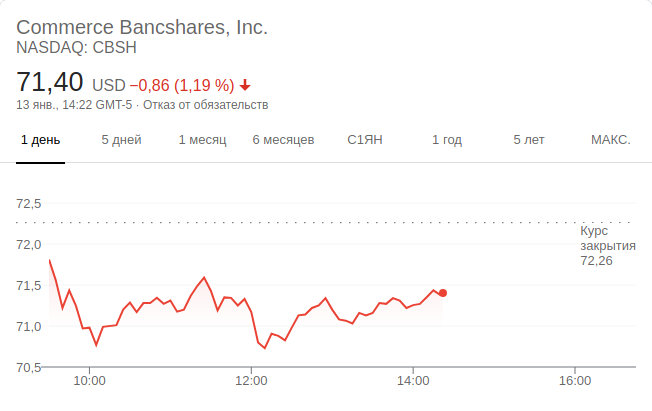 Commerce Bancshares, Inc.
NASDAQ: CBSH
71,40 USD −0,86 (1,19 %)
13 янв., 14:22 GMT-5 · Отказ от обязательств
1 день 5 дней 1 месяц 6 месяцев С1ЯН 1 год 5 лет МАКС.
72,5
Курс
закрытия
72,26
72,0
71,5
71,0
70,5
10:00 12:00 14:00 16:00